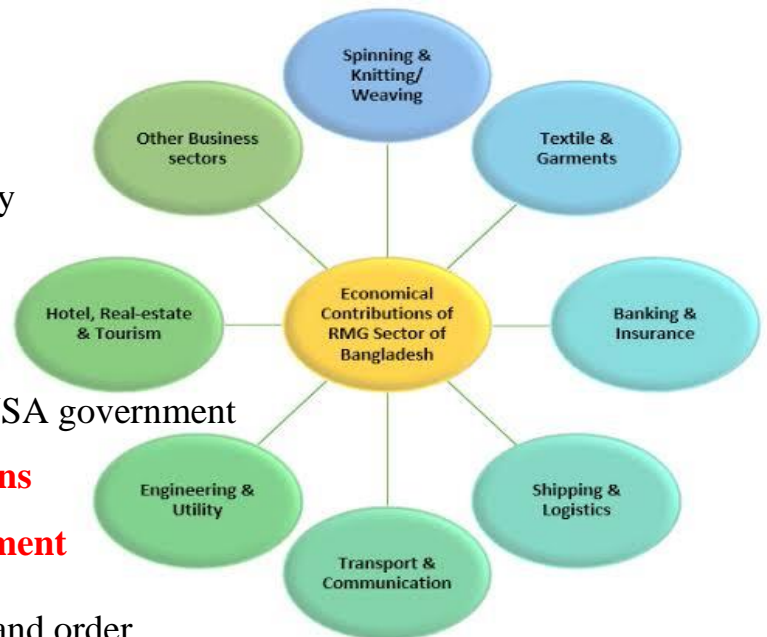 Spinning &
Knitting/
Weaving
Other Business
sectors
Textile &
Garments
y
Hotel, Real-estate
& Tourism
Economical
Contributions of
RMG Sector of
Bangladesh
Banking &
Insurance
SA government
ns
Engineering &
Utility
Shipping &
Logistics
ment
Transport &
Communication
and order